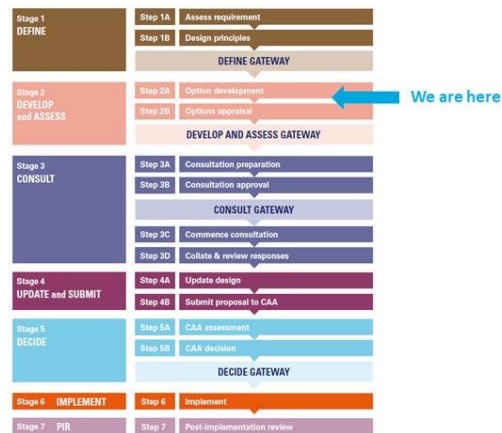 Stage 1
DEFINE
Step 1A Assess requirement
Step 1B Design principles
DEFINE GATEWAY
Stage 2
DEVELOP
and ASSESS
Step 2A Option development
We are here
Step 2B Options appraisal
DEVELOP AND ASSESS GATEWAY
Stage 3
CONSULT
Step 3A Consultation preparation
Step 3B Consultation approval
CONSULT GATEWAY
Step 3C Commence consultation
Step 3D Collate & review responses
Stage 4
UPDATE and SUBMIT
Step 4A Update design
Step 4B Submit proposal to CAA
Stage 5
DECIDE
Step 5A CAA assessment
Step 5B CAA decision
DECIDE GATEWAY
Stage 6 IMPLEMENT Step 6 Implement
Stage 7 PIR Step 7 Post-implementation review